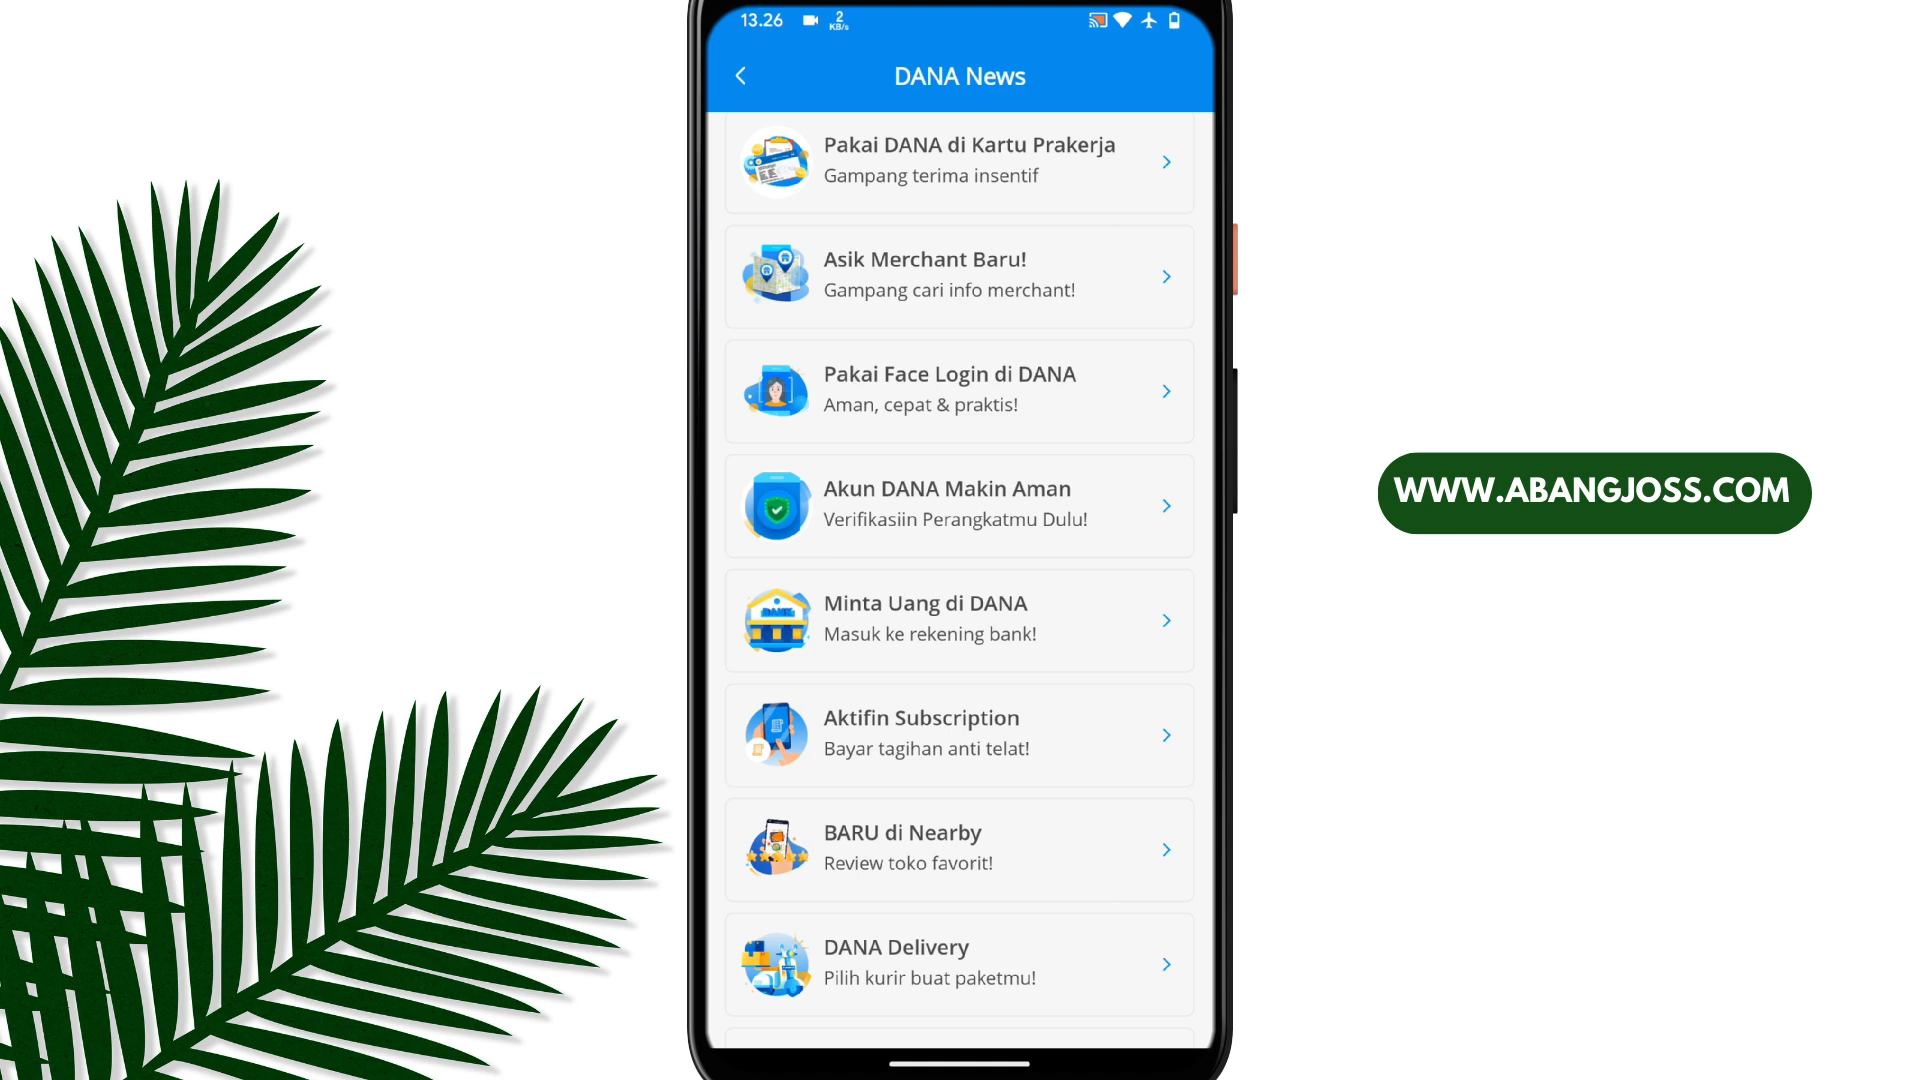 13.26
2
KB/s
DANA News
Pakai DANA di Kartu Prakerja
Gampang terima insentif
Asik Merchant Baru!
Gampang cari info merchant!
Pakai Face Login di DANA
Aman, cepat & praktis!
Akun DANA Makin Aman
Verifikasiin Perangkatmu Dulu!
Minta Uang di DANA
Masuk ke rekening bank!
Aktifin Subscription
Bayar tagihan anti telat!
BARU di Nearby
Review toko favorit!
DANA Delivery
Pilih kurir buat paketmu!
WWW.ABANGJOSS.COM